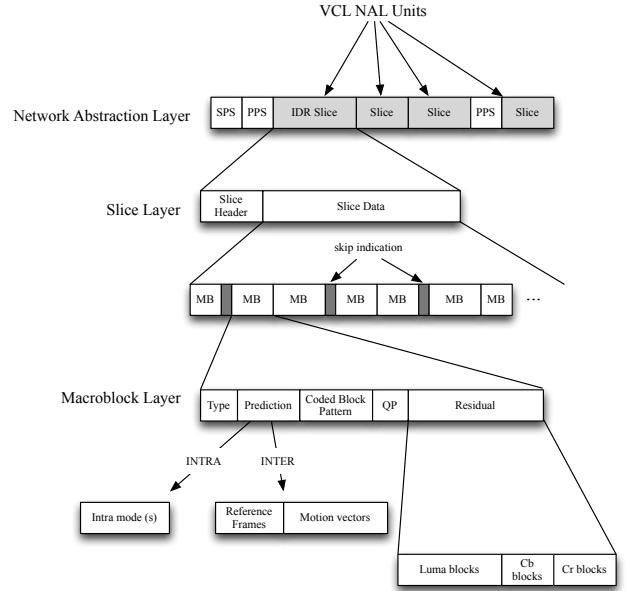 VCL NAL Units
Network Abstraction Layer
SPS PPS IDR Slice Slice Slice PPS Slice
Slice Layer
Slice Header Slice Data
skip indication
MB MB MB MB MB MB MB ...
Macroblock Layer
Type Prediction Coded Block Pattern QP Residual
INTRA INTER
Intra mode (s) Reference Frames Motion vectors
Luma blocks Cb blocks Cr blocks